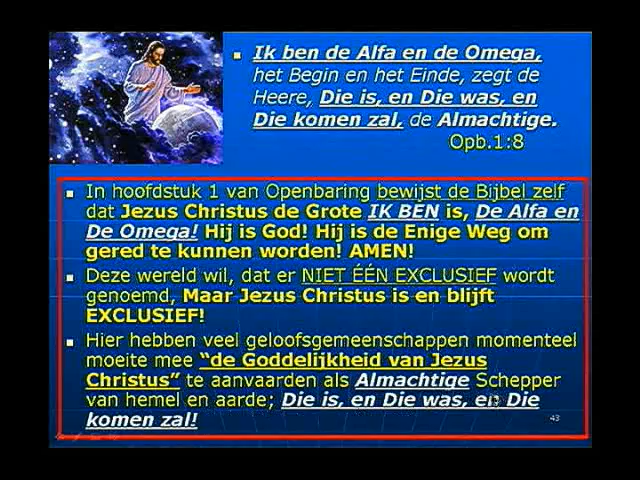 Ik ben de Alfa en de Omega,
het Begin en het Einde, zegt de
Heere, Die is, en Die was, en
Die komen zal, de Almachtige.
Opb.1:8
In hoofdstuk 1 van Openbaring bewijst de Bijbel zelf
dat Jezus Christus de Grote IK BEN is, De Alfa en
De Omega! Hij is God! Hij is de Enige Weg om
gered te kunnen worden! AMEN!
Deze wereld wil, dat er NIET ÉÉN EXCLUSIEF wordt
genoemd, Maar Jezus Christus is en blijft
EXCLUSIEF!
Hier hebben veel geloofsgemeenschappen momenteel
moeite mee “de Goddelijkheid van Jezus
Christus” te aanvaarden als Almachtige Schepper
van hemel en aarde; Die is, en Die was, en Die
komen zal!
43